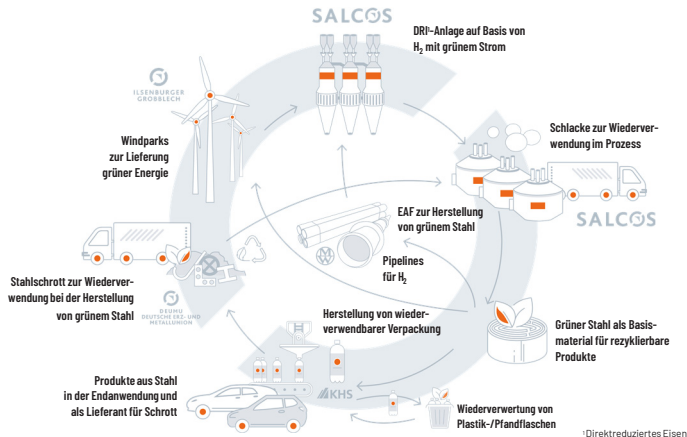 SALCOS
DRI¹-Anlage auf Basis von
H₂ mit grünem Strom
ILSENBURGER
GROBBLECH
Windparks
zur Lieferung
grüner Energie
Schlacke zur Wiederver-
wendung im Prozess
SALCOS
EAF zur Herstellung
von grünem Stahl
Pipelines
für H₂
Stahlschrott zur Wiederver-
wendung bei der Herstellung
von grünem Stahl
DEUMU
DEUTSCHE ERZ- UND
METALLUNION
Herstellung von wieder-
verwendbarer Verpackung
Grüner Stahl als Basis-
material für rezyklierbare
Produkte
Produkte aus Stahl
in der Endanwendung und
als Lieferant für Schrott
KHS
Wiederverwertung von
Plastik-/Pfandflaschen
¹Direktreduziertes Eisen